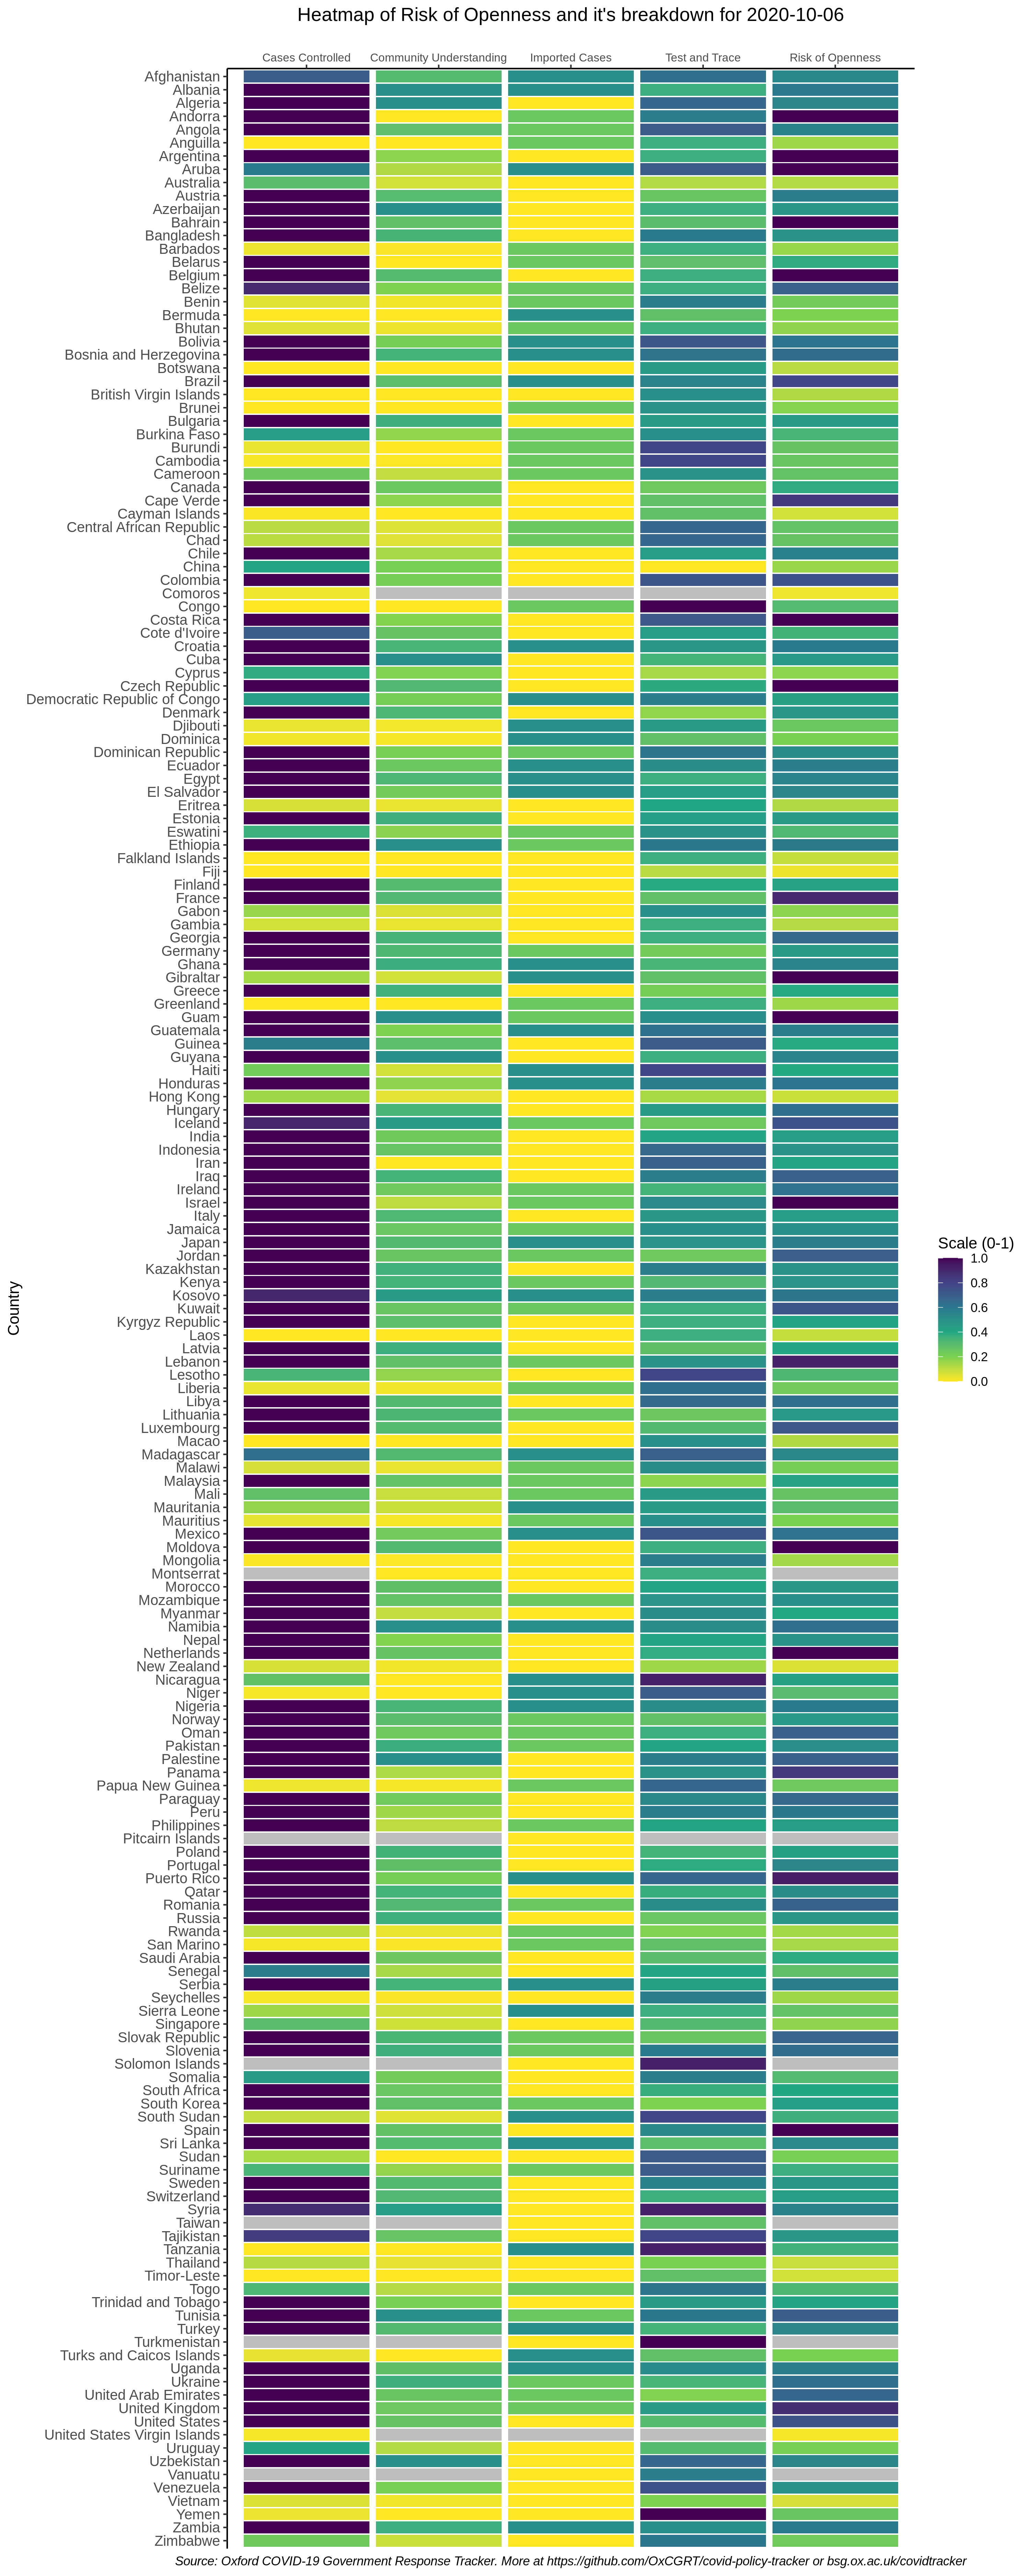 Heatmap of Risk of Openness and it's breakdown for 2020-10-06
Cases Controlled
Community Understanding
Imported Cases
Test and Trace
Risk of Openness
Afghanistan
Albania
Algeria
Andorra
Angola
Anguilla
Argentina
Aruba
Australia
Austria
Azerbaijan
Bahrain
Bangladesh
Barbados
Belarus
Belgium
Belize
Benin
Bermuda
Bhutan
Bolivia
Bosnia and Herzegovina
Botswana
Brazil
British Virgin Islands
Brunei
Bulgaria
Burkina Faso
Burundi
Cambodia
Cameroon
Canada
Cape Verde
Cayman Islands
Central African Republic
Chad
Chile
China
Colombia
Comoros
Congo
Costa Rica
Cote d'Ivoire
Croatia
Cuba
Cyprus
Czech Republic
Democratic Republic of Congo
Denmark
Djibouti
Dominica
Dominican Republic
Ecuador
Egypt
El Salvador
Eritrea
Estonia
Eswatini
Ethiopia
Falkland Islands
Fiji
Finland
France
Gabon
Gambia
Georgia
Germany
Ghana
Gibraltar
Greece
Greenland
Guam
Guatemala
Guinea
Guyana
Haiti
Honduras
Hong Kong
Hungary
Iceland
India
Indonesia
Iran
Iraq
Ireland
Israel
Italy
Jamaica
Japan
Jordan
Kazakhstan
Kenya
Kosovo
Kuwait
Kyrgyz Republic
Laos
Latvia
Lebanon
Lesotho
Liberia
Libya
Lithuania
Luxembourg
Macao
Madagascar
Malawi
Malaysia
Mali
Mauritania
Mauritius
Mexico
Moldova
Mongolia
Montserrat
Morocco
Mozambique
Myanmar
Namibia
Nepal
Netherlands
New Zealand
Nicaragua
Niger
Nigeria
Norway
Oman
Pakistan
Palestine
Panama
Papua New Guinea
Paraguay
Peru
Philippines
Pitcairn Islands
Poland
Portugal
Puerto Rico
Qatar
Romania
Russia
Rwanda
San Marino
Saudi Arabia
Senegal
Serbia
Seychelles
Sierra Leone
Singapore
Slovak Republic
Slovenia
Solomon Islands
Somalia
South Africa
South Korea
South Sudan
Spain
Sri Lanka
Sudan
Suriname
Sweden
Switzerland
Syria
Taiwan
Tajikistan
Tanzania
Thailand
Timor-Leste
Togo
Trinidad and Tobago
Tunisia
Turkey
Turkmenistan
Turks and Caicos Islands
Uganda
Ukraine
United Arab Emirates
United Kingdom
United States
United States Virgin Islands
Uruguay
Uzbekistan
Vanuatu
Venezuela
Vietnam
Yemen
Zambia
Zimbabwe
Country
Scale (0-1)
1.0
0.8
0.6
0.4
0.2
0.0
Source: Oxford COVID-19 Government Response Tracker. More at https://github.com/OxCGRT/covid-policy-tracker or bsg.ox.ac.uk/covidtracker